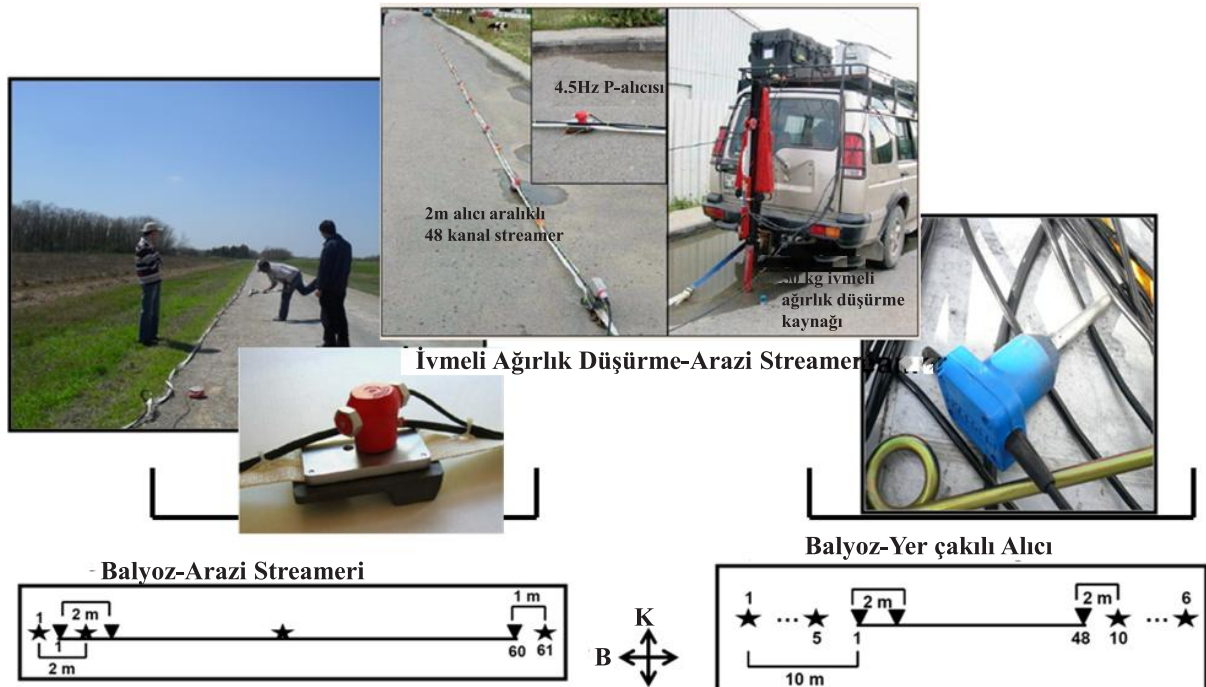 4.5Hz P-alıcısı
2m alıcı aralıklı
48 kanal streamer
kg ivmeli
ağırlık düşürme
kaynağı
İvmeli Ağırlık Düşürme-Arazi Streameri
Balyoz-Arazi Streameri
1
2 m
1
2 m
1 m
60 61
K
B
Balyoz-Yer çakılı Alıcı
1
... 5
2 m
1
10 m
2 m
48 10
... 6